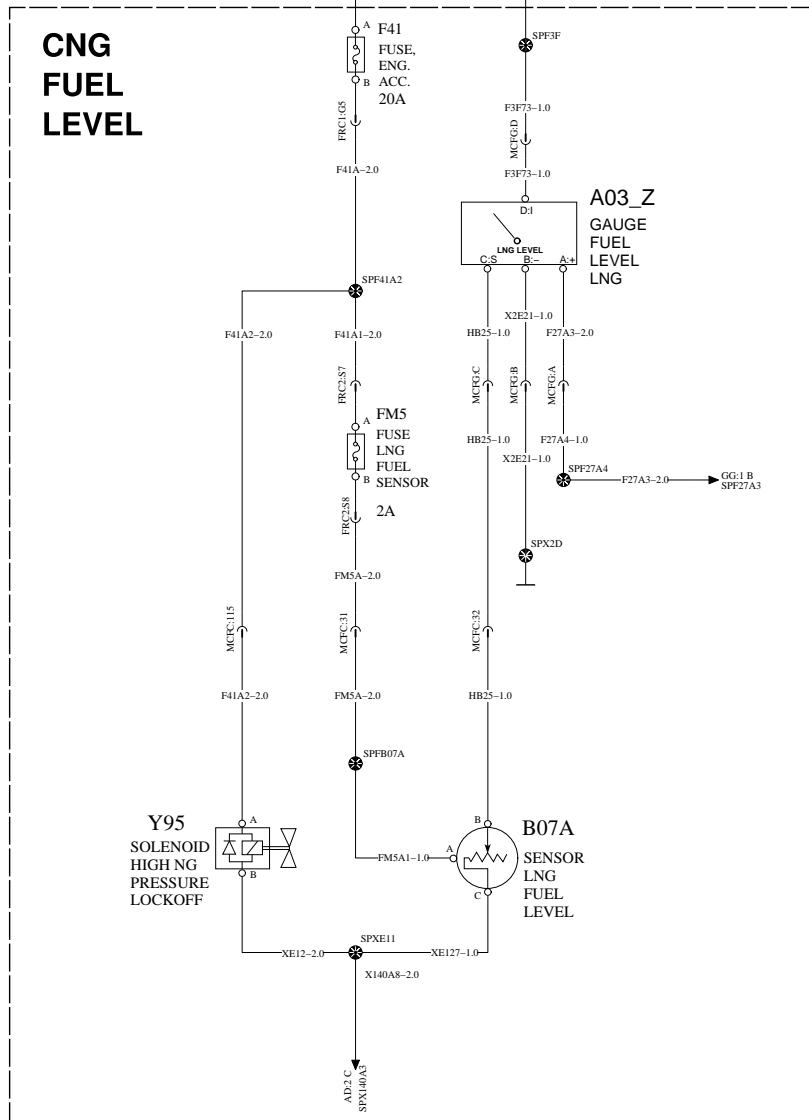 CNG
FUEL
LEVEL
A
F41
FUSE,
ENG.
ACC.
20A
B
FRC1:G5
F41A–2.0
SPF3F
F3F73–1.0
MCFG:D
F3F73–1.0
D:I
LNG LEVEL
C:S
B:–
A:+
A03_Z
GAUGE
FUEL
LEVEL
LNG
SPF41A2
F41A2–2.0
F41A1–2.0
HB25–1.0
X2E21–1.0
F27A3–2.0
FRC2:S7
MCFG:C
MCFG:B
MCFG:A
A
FM5
FUSE
LNG
FUEL
SENSOR
B
2A
FRC2:S8
HB25–1.0
X2E21–1.0
F27A4–1.0
SPF27A4
F27A3–2.0
GG:1 B
SPF27A3
SPX2D
FM5A–2.0
MCFC:115
MCFC:31
MCFC:32
F41A2–2.0
FM5A–2.0
HB25–1.0
SPFB07A
Y95
SOLENOID
HIGH NG
PRESSURE
LOCKOFF
A
B
FM5A1–1.0
B
A
C
B07A
SENSOR
LNG
FUEL
LEVEL
XE12–2.0
SPXE11
XE127–1.0
X140A8–2.0
AD:2 C
SPX140A3